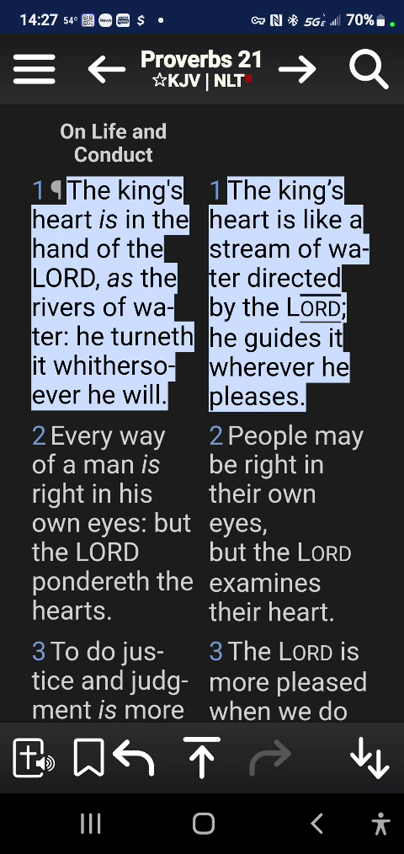 14:27 54° $ 5GE 70%
Proverbs 21
☆KJV | NLT
On Life and
Conduct
1 ¶ The king's
heart is in the
hand of the
LORD, as the
rivers of wa-
ter: he turneth
it whitherso-
ever he will.
2 Every way
of a man is
right in his
own eyes: but
the LORD
pondereth the
hearts.
3 To do jus-
tice and judg-
ment is more
1 The king’s
heart is like a
stream of wa-
ter directed
by the LORD;
he guides it
wherever he
pleases.
2 People may
be right in
their own
eyes,
but the LORD
examines
their heart.
3 The LORD is
more pleased
when we do